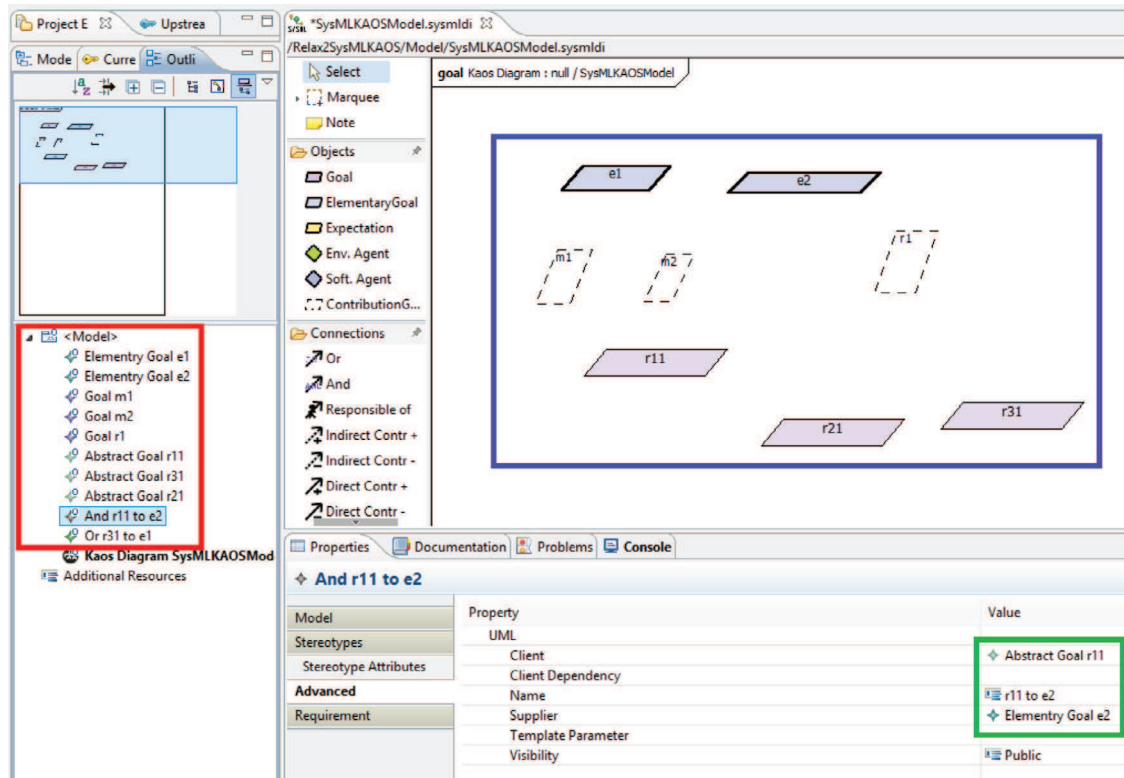 Project E
Upstrea
Mode
Curre
Outli
<Model>
Elementry Goal e1
Elementry Goal e2
Goal m1
Goal m2
Goal r1
Abstract Goal r11
Abstract Goal r31
Abstract Goal r21
And r11 to e2
Or r31 to e1
Kaos Diagram SysMLKAOSMod
Additional Resources
*SysMLKAOSModel.sysmldi
/Relax2SysMLKAOS/Model/SysMLKAOSModel.sysmldi
Select
Marquee
Note
Objects
Goal
ElementaryGoal
Expectation
Env. Agent
Soft. Agent
ContributionG...
Connections
Or
And
Responsible of
Indirect Contr +
Indirect Contr -
Direct Contr +
Direct Contr -
goal Kaos Diagram : null / SysMLKAOSModel
e1
e2
m1
m2
r1
r11
r21
r31
Properties
Documentation
Problems
Console
And r11 to e2
Model
Stereotypes
Stereotype Attributes
Advanced
Requirement
Property Value
UML
Client Abstract Goal r11
Client Dependency
Name r11 to e2
Supplier Elementry Goal e2
Template Parameter
Visibility Public